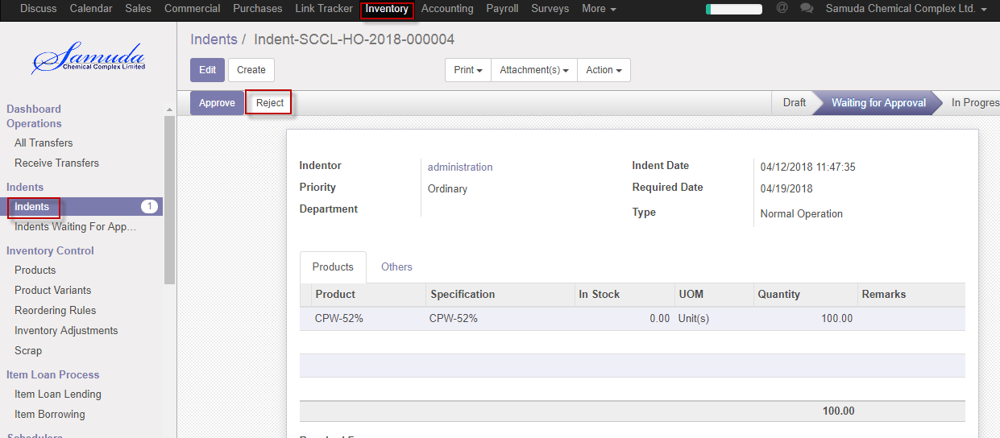 Discuss Calendar Sales Commercial Purchases Link Tracker Inventory Accounting Payroll Surveys More @ Samuda Chemical Complex Ltd.
Samuda
Chemical Complex Limited
Indents / Indent-SCCL-HO-2018-000004
Edit Create Print Attachment(s) Action
Approve Reject Draft Waiting for Approval In Progres
Dashboard
Operations
All Transfers
Receive Transfers
Indents
Indents 1
Indents Waiting For App...
Inventory Control
Products
Product Variants
Reordering Rules
Inventory Adjustments
Scrap
Item Loan Process
Item Loan Lending
Item Borrowing
Schedulers
Indentor administration Indent Date 04/12/2018 11:47:35
Priority Ordinary Required Date 04/19/2018
Department Type Normal Operation
Products Others
Product Specification In Stock UOM Quantity Remarks
CPW-52% CPW-52% 0.00 Unit(s) 100.00
100.00